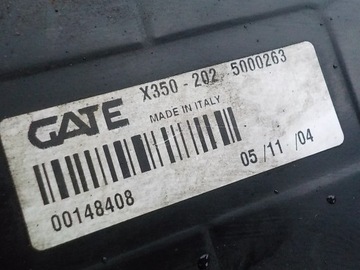 GATE X350-202 5000263
MADE IN ITALY
00148408 05/11/04